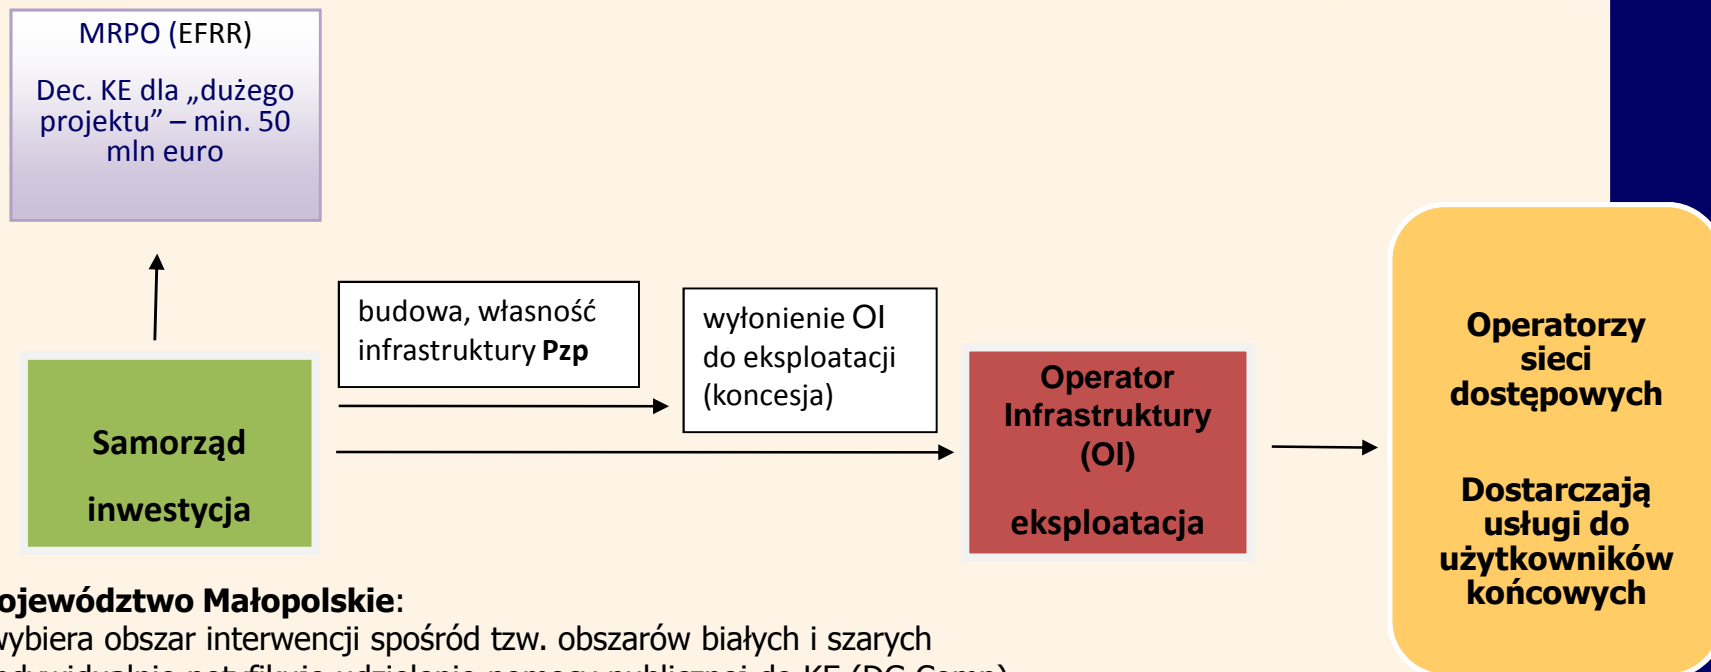 MRPO (EFRR)
Dec. KE dla „dużego
projektu” – min. 50
mln euro
budowa, własność
infrastruktury Pzp
wyłonienie OI
do eksploatacji
(koncesja)
Samorząd
inwestycja
Operator
Infrastruktury
(OI)
eksploatacja
Operatorzy
sieci
dostępowych
Dostarczają
usługi do
użytkowników
końcowych
ojewództwo Małopolskie:
wybiera obszar interwencji spośród tzw. obszarów białych i szarych